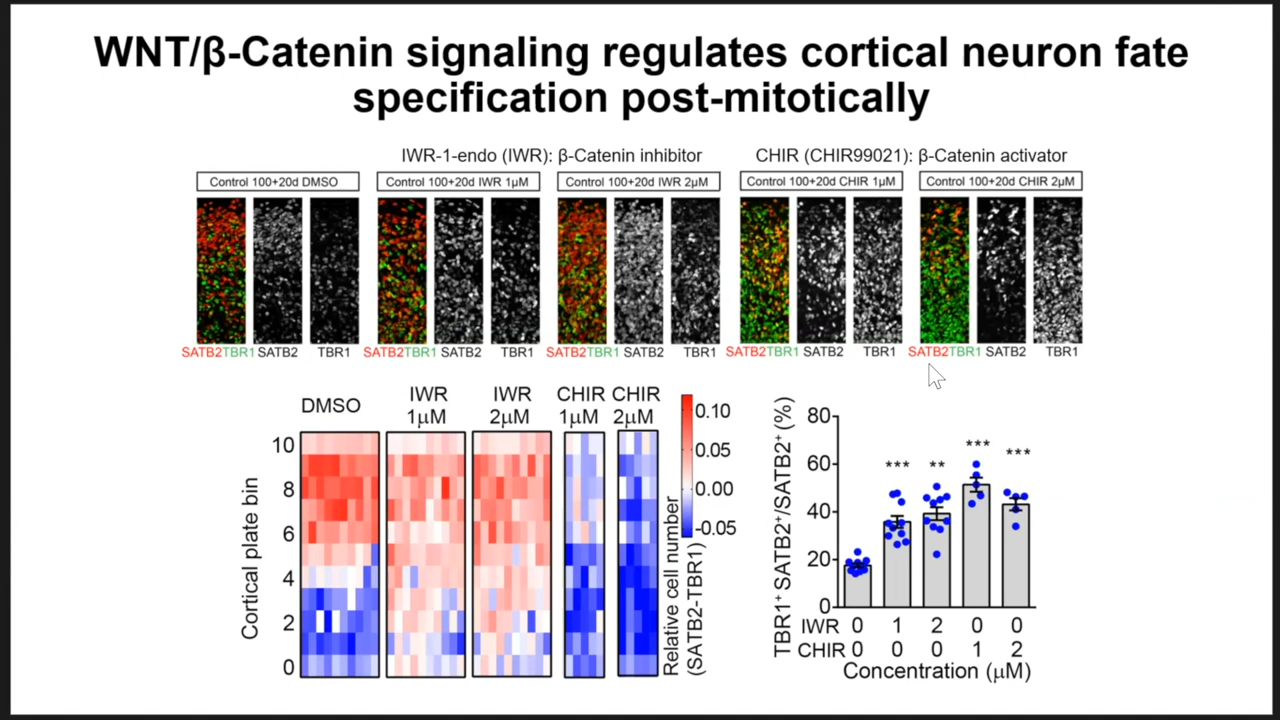 WNT/β-Catenin signaling regulates cortical neuron fate
specification post-mitotically
IWR-1-endo (IWR): β-Catenin inhibitor
CHIR (CHIR99021): β-Catenin activator
Control 100+20d DMSO
Control 100+20d IWR 1μM
Control 100+20d IWR 2μM
Control 100+20d CHIR 1μM
Control 100+20d CHIR 2μM
SATB2TBR1 SATB2 TBR1
SATB2TBR1 SATB2 TBR1
SATB2TBR1 SATB2 TBR1
SATB2TBR1 SATB2 TBR1
SATB2TBR1 SATB2 TBR1
DMSO
IWR
1μM
IWR
2μM
CHIR
1μM
CHIR
2μM
Cortical plate bin
10
8
6
4
2
0
0.10
0.05
0.00
-0.05
Relative cell number
(SATB2-TBR1)
TBR1⁺ SATB2⁺/SATB2⁺ (%)
80
60
40
20
0
*** ** *** ***
IWR 0 1 2 0 0
CHIR 0 0 0 1 2
Concentration (μM)